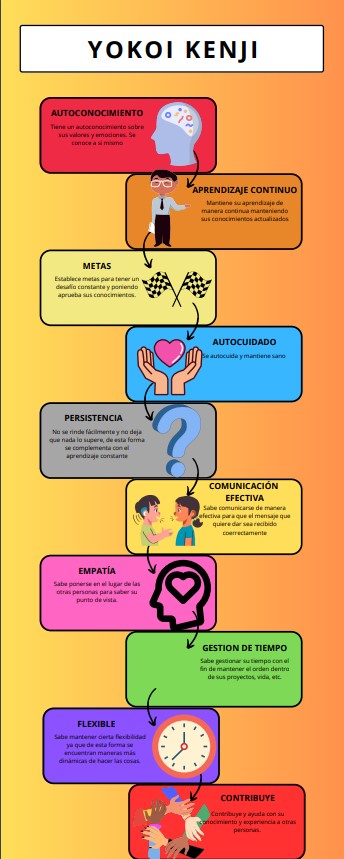 YOKOI KENJI
AUTOCONOCIMIENTO
Tiene un autoconocimiento sobre
sus valores y emociones. Se
conoce a si mismo
APRENDIZAJE CONTINUO
Mantiene su aprendizaje de
manera continua manteniendo
sus conocimientos actualizados
METAS
Establece metas para tener un
desafío constante y poniendo
aprueba sus conocimientos.
AUTOCUIDADO
Se autocuida y mantiene sano
PERSISTENCIA
No se rinde fácilmente y no deja
que nada lo supere, de esta forma
se complementa con el
aprendizaje constante
COMUNICACIÓN
EFECTIVA
Sabe comunicarse de manera
efectiva para que el mensaje que
quiere dar sea recibido
coerrectamente
EMPATÍA
Sabe ponerse en el lugar de las
otras personas para saber su
punto de vista.
GESTION DE TIEMPO
Sabe gestionar su tiempo con el
fin de mantener el orden dentro
de sus proyectos, vida, etc.
FLEXIBLE
Sabe mantener cierta flexibilidad
ya que de esta forma se
encuentran maneras más
dinámicas de hacer las cosas.
CONTRIBUYE
Contribuye y ayuda con su
conocimiento y experiencia a otras
personas.